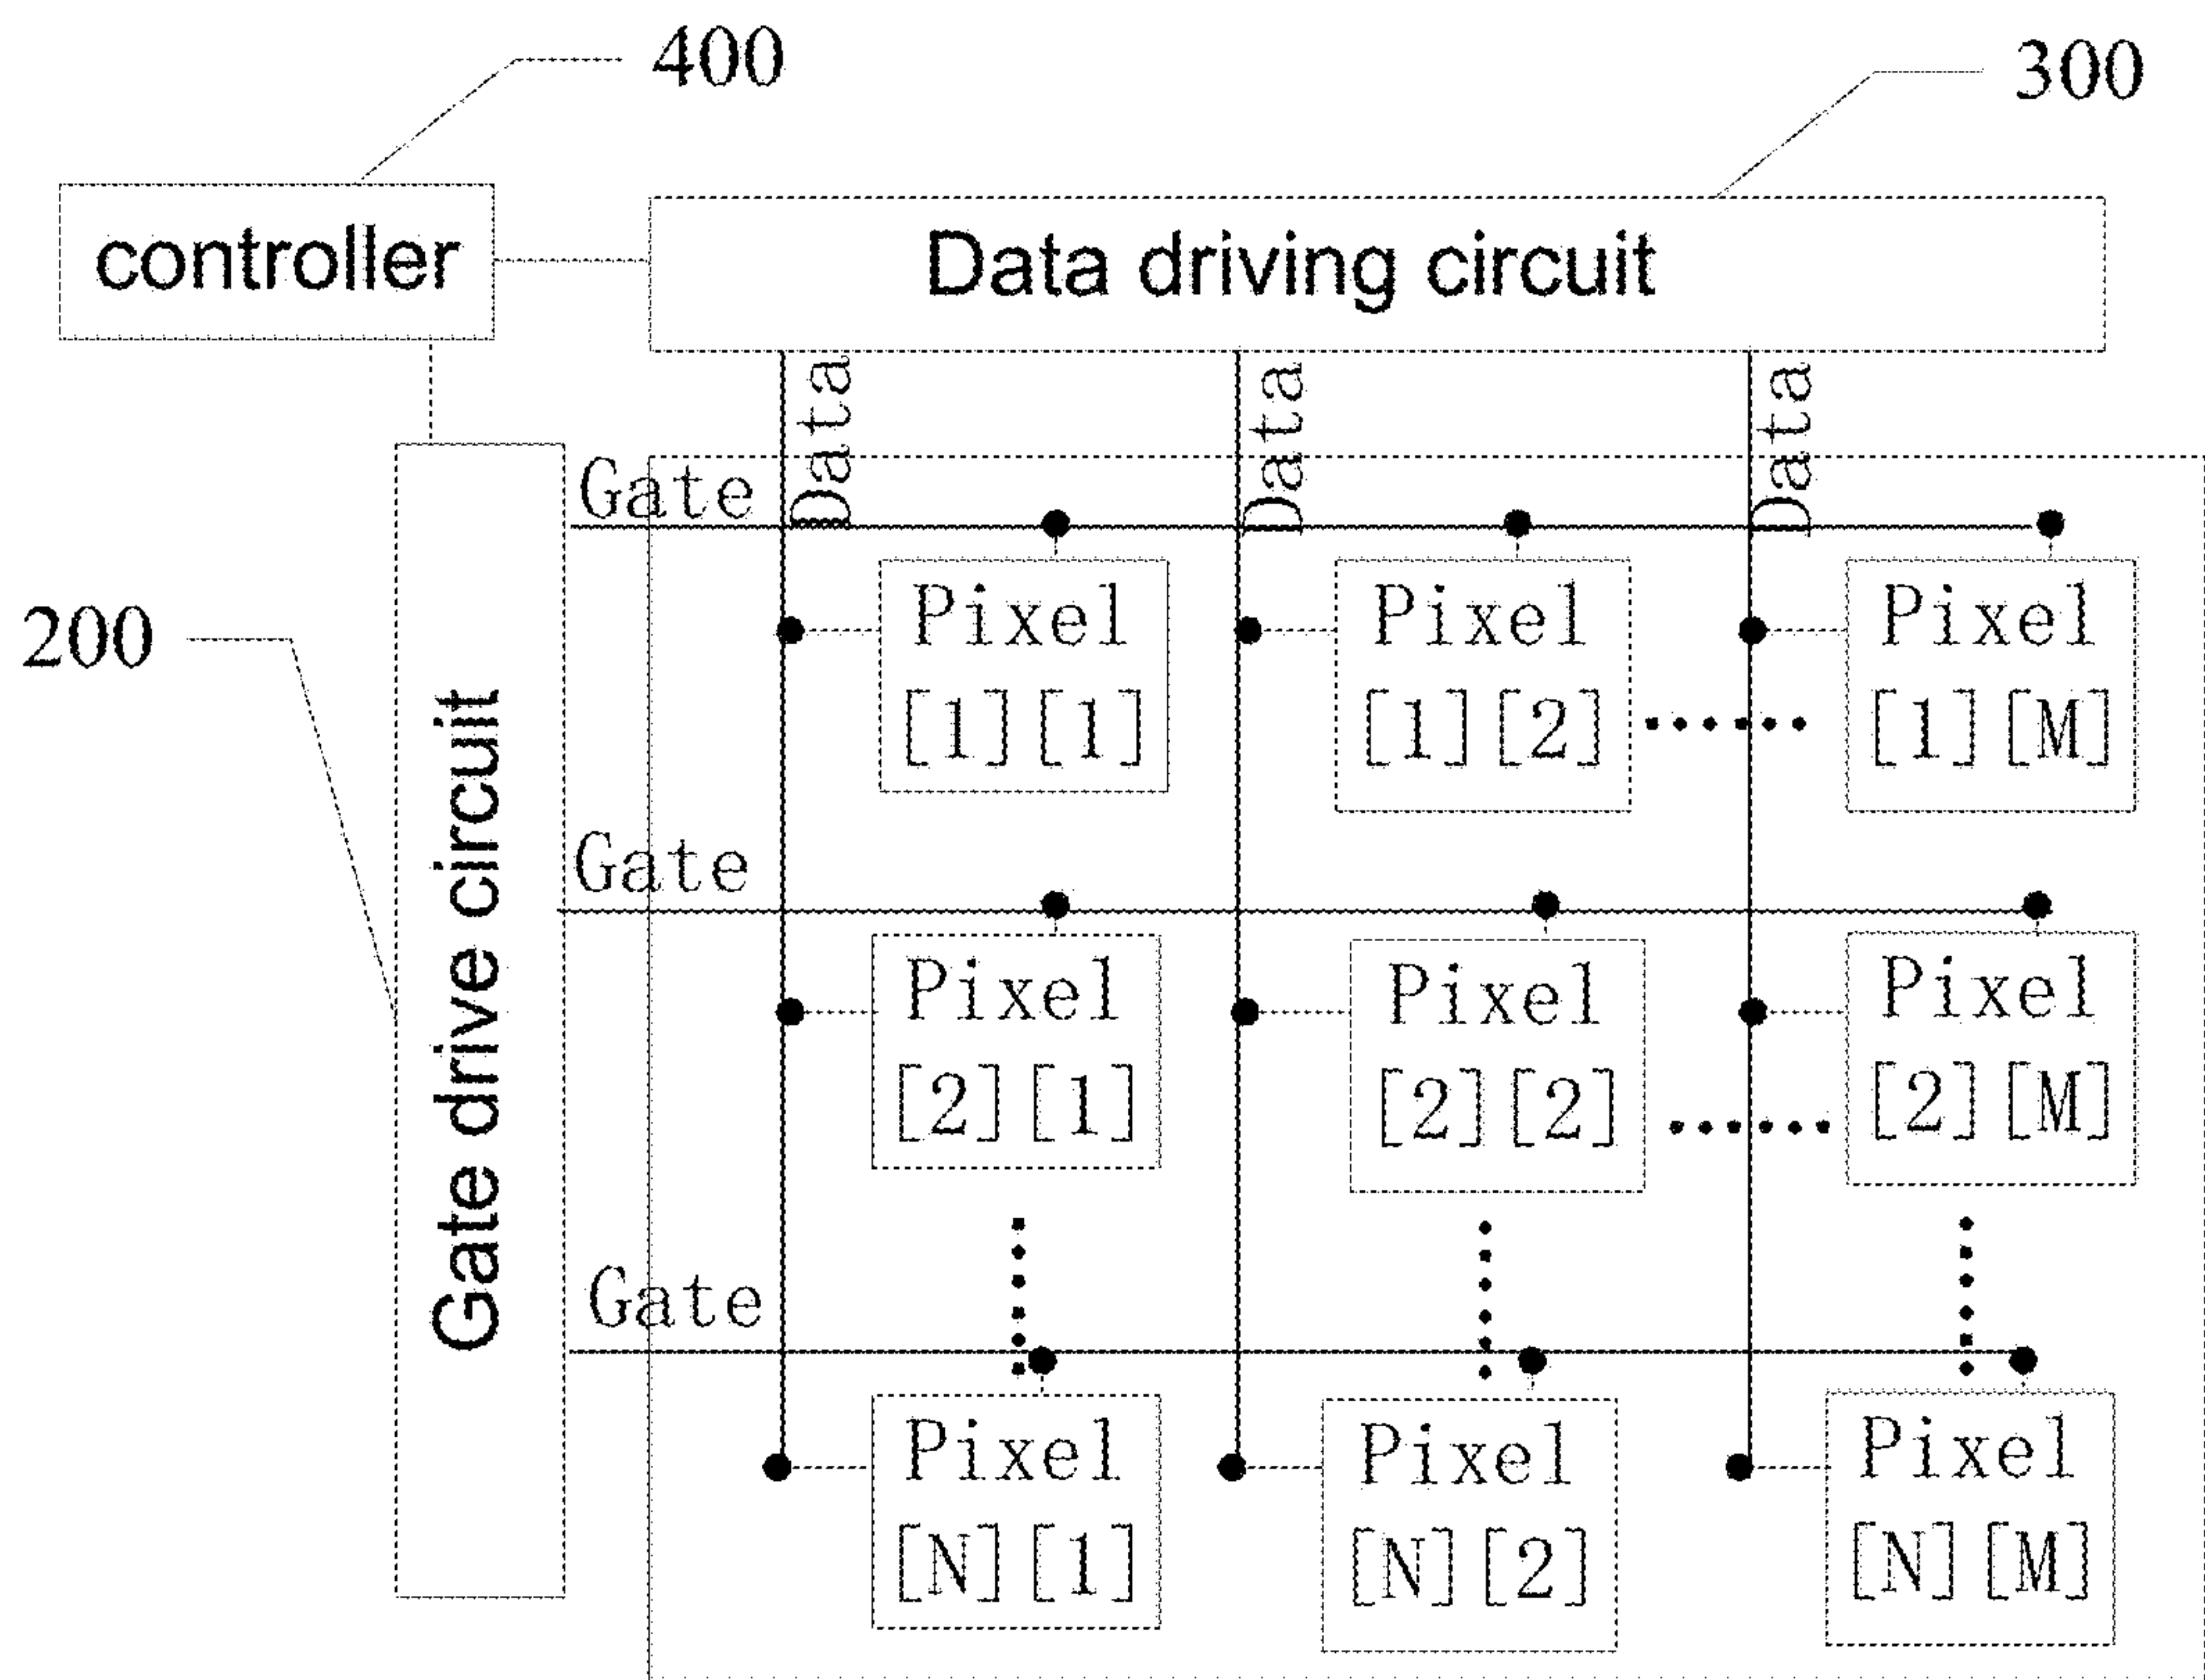 400
300
controller
Data driving circuit
Data
Data
Data
Gate
200
Gate drive circuit
Pixel
[1][1]
Pixel
[1][2]
Pixel
[1][M]
Gate
Pixel
[2][1]
Pixel
[2][2]
Pixel
[2][M]
Gate
Pixel
[N][1]
Pixel
[N][2]
Pixel
[N][M]